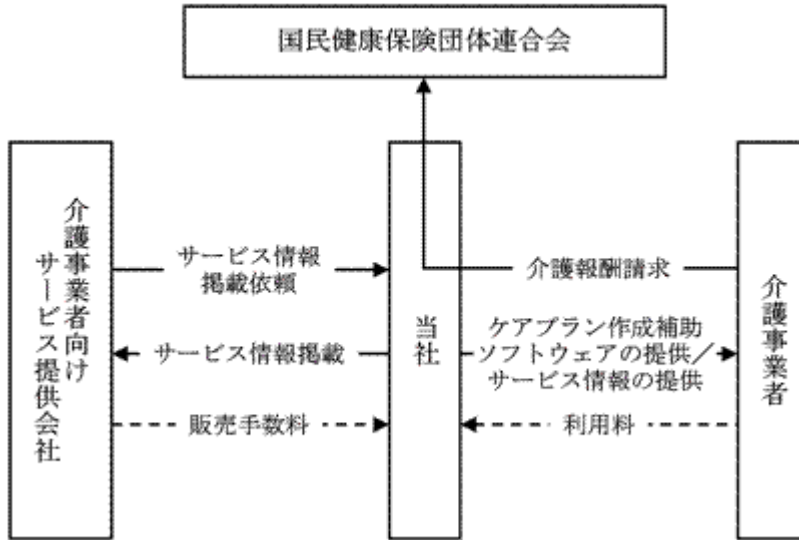 国民健康保険団体連合会
介護事業者向け
サービス提供会社
サービス情報
掲載依頼
サービス情報掲載
販売手数料
当社
介護報酬請求
ケアプラン作成補助
ソフトウェアの提供／
サービス情報の提供
利用料
介護事業者